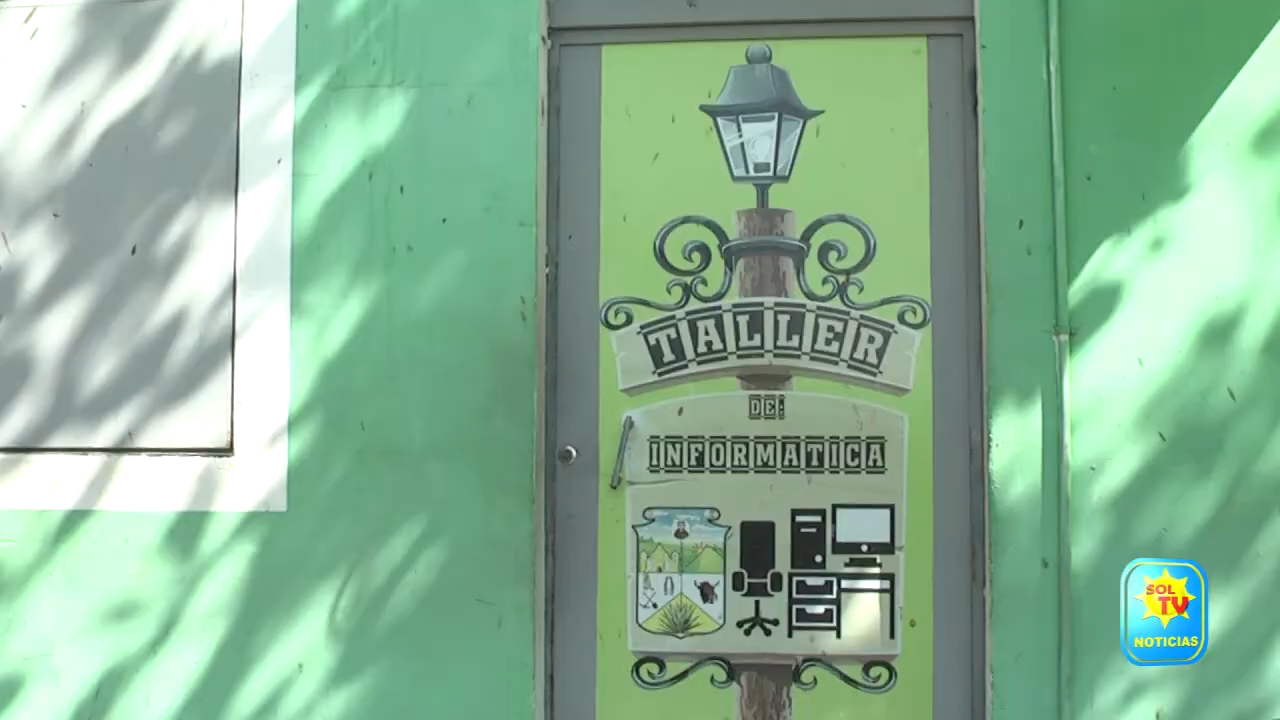 TALLER
DE:
INFORMATICA
SOL
TV
NOTICIAS